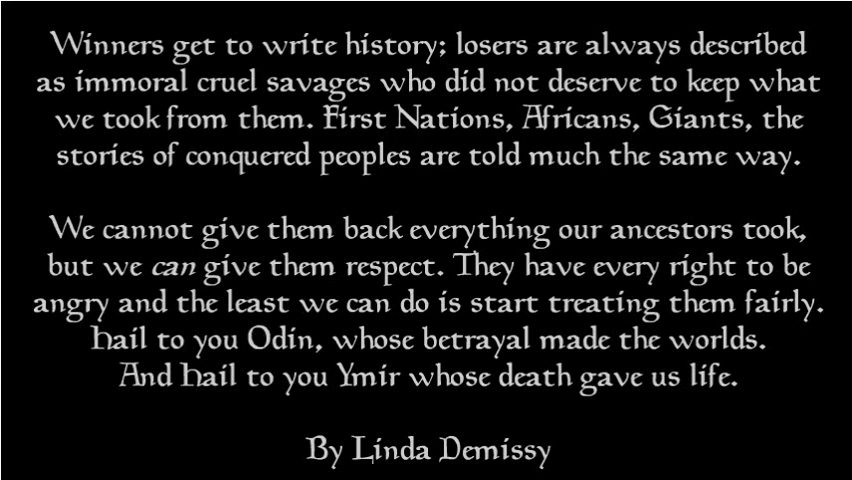 Winners get to write history; losers are always described
as immoral cruel savages who did not deserve to keep what
we took from them. First Nations, Africans, Giants, the
stories of conquered peoples are told much the same way.
We cannot give them back everything our ancestors took,
but we can give them respect. They have every right to be
angry and the least we can do is start treating them fairly.
Hail to you Odin, whose betrayal made the worlds.
And Hail to you Ymir whose death gave us life.
By Linda Demissy